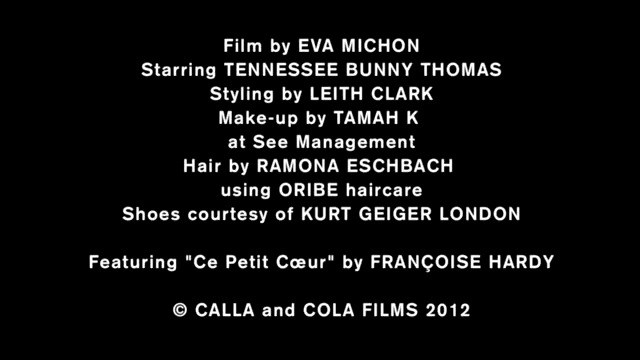 Film by EVA MICHON
Starring TENNESSEE BUNNY THOMAS
Styling by LEITH CLARK
Make-up by TAMAH K
at See Management
Hair by RAMONA ESCHBACH
using ORIBE haircare
Shoes courtesy of KURT GEIGER LONDON
Featuring "Ce Petit Cœur" by FRANÇOISE HARDY
© CALLA and COLA FILMS 2012